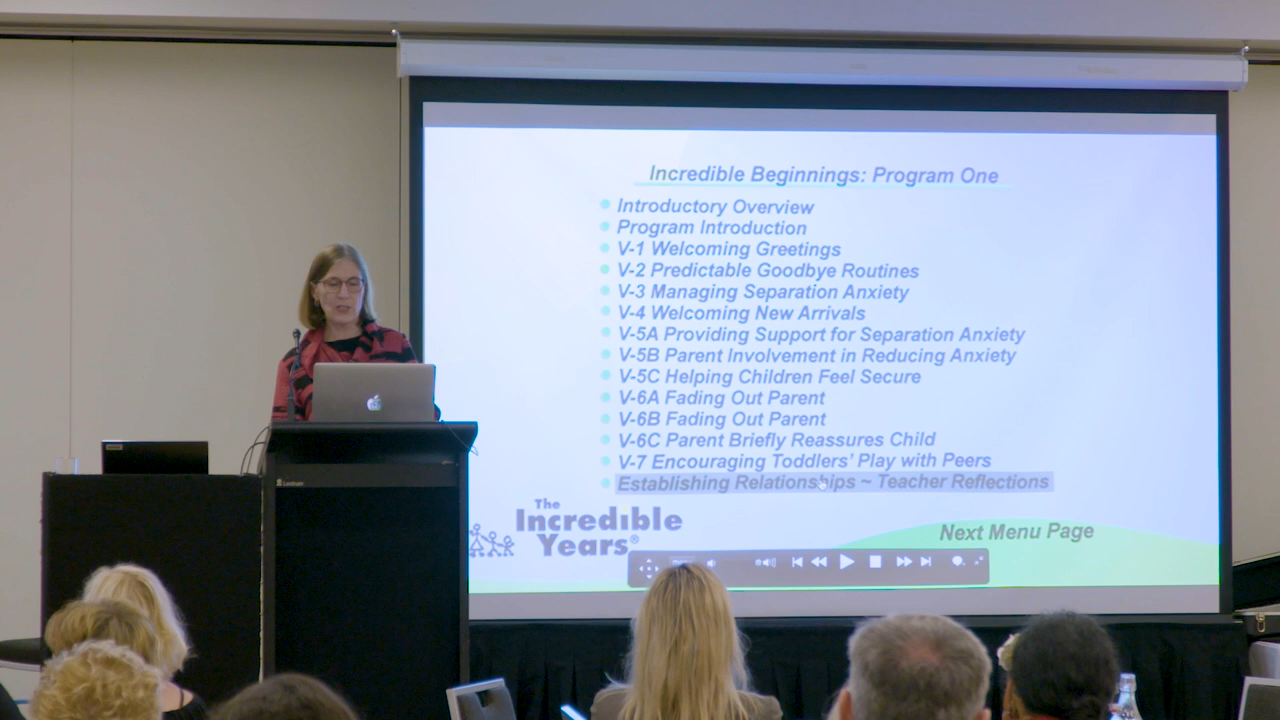 Incredible Beginnings: Program One
Introductory Overview
Program Introduction
V-1 Welcoming Greetings
V-2 Predictable Goodbye Routines
V-3 Managing Separation Anxiety
V-4 Welcoming New Arrivals
V-5A Providing Support for Separation Anxiety
V-5B Parent Involvement in Reducing Anxiety
V-5C Helping Children Feel Secure
V-6A Fading Out Parent
V-6B Fading Out Parent
V-6C Parent Briefly Reassures Child
V-7 Encouraging Toddlers' Play with Peers
Establishing Relationships ~ Teacher Reflections
The
Incredible
Years®
Next Menu Page